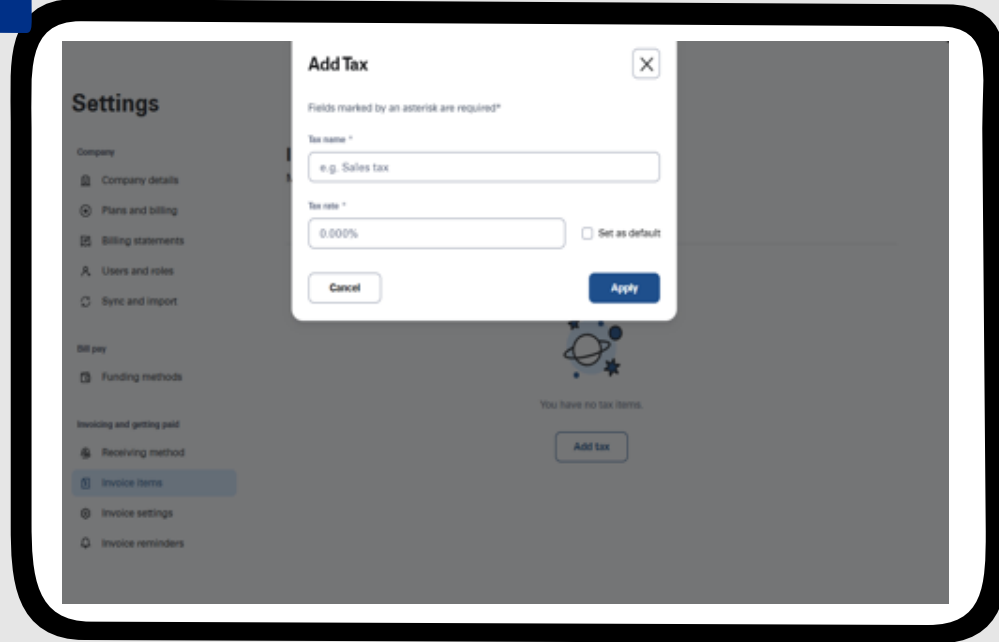 Add Tax
Fields marked by an asterisk are required*
Tax name *
e.g. Sales tax
Tax rate *
0.000%
Set as default
Cancel
Apply
Settings
Company
Company details
Plans and billing
Billing statements
Users and roles
Sync and import
Bill pay
Funding methods
Invoicing and getting paid
Receiving method
Invoice items
Invoice settings
Invoice reminders
You have no tax items.
Add tax